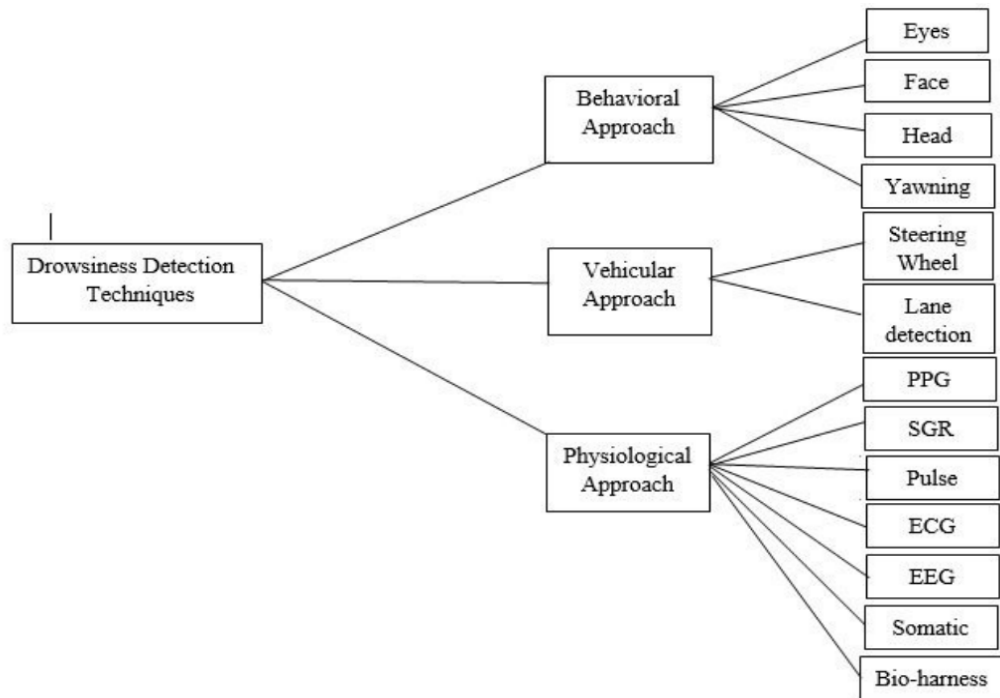 Drowsiness Detection
Techniques
Behavioral
Approach
Vehicular
Approach
Physiological
Approach
Eyes
Face
Head
Yawning
Steering
Wheel
Lane
detection
PPG
SGR
Pulse
ECG
EEG
Somatic
Bio-harness